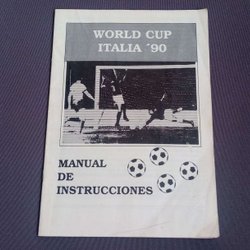 WORLD CUP
ITALIA ´90
MANUAL
DE
INSTRUCCIONES